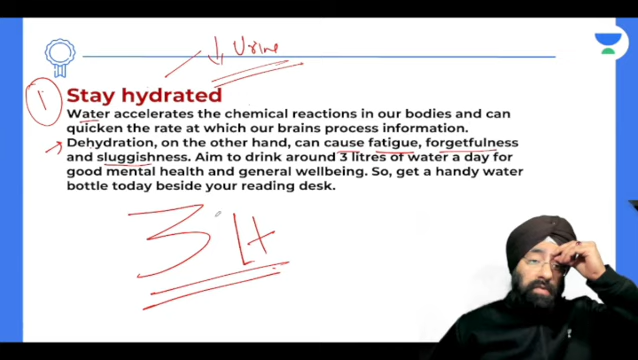 ↓ Urine
1 Stay hydrated
Water accelerates the chemical reactions in our bodies and can
quicken the rate at which our brains process information.
→ Dehydration, on the other hand, can cause fatigue, forgetfulness
and sluggishness. Aim to drink around 3 litres of water a day for
good mental health and general wellbeing. So, get a handy water
bottle today beside your reading desk.
3 Lt